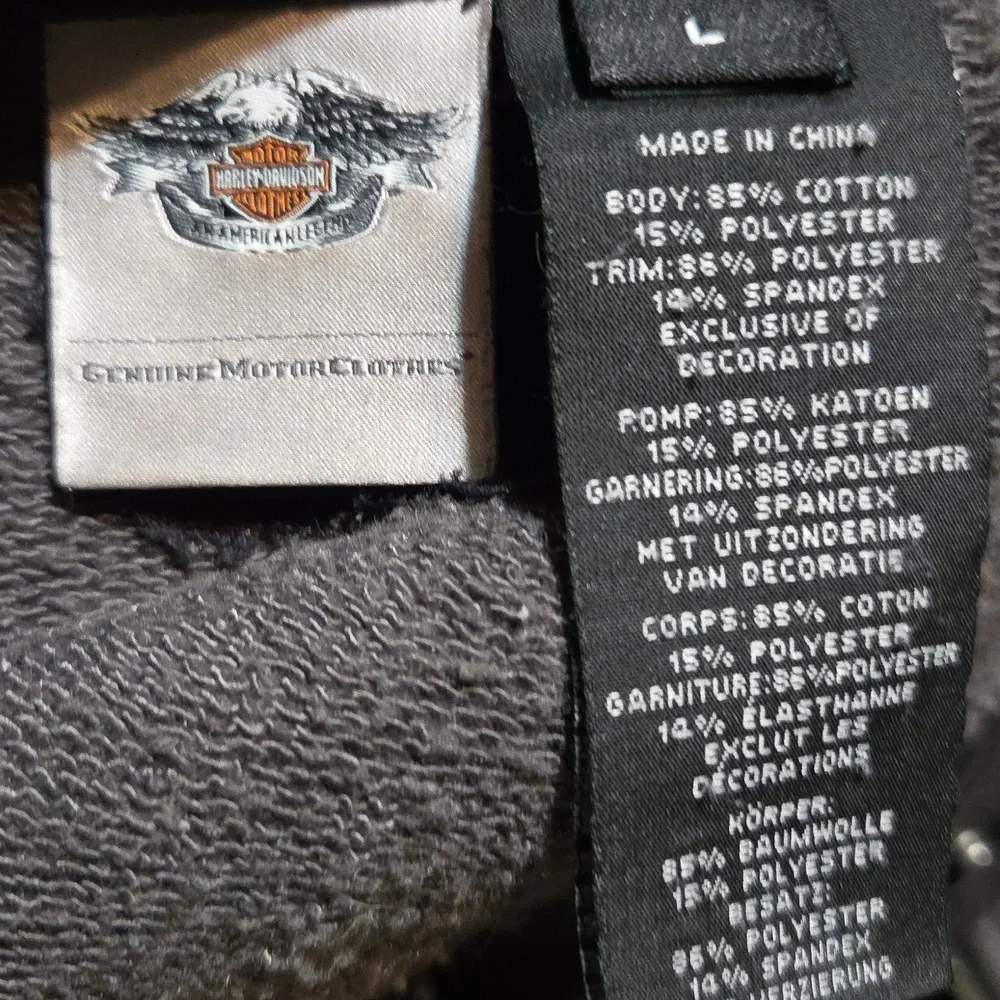 MOTOR
HARLEY-DAVIDSON
CLOTHES
AN AMERICAN LEGEND
GENUINE MOTORCLOTHES
L
MADE IN CHINA
BODY:85% COTTON
15% POLYESTER
TRIM:86% POLYESTER
14% SPANDEX
EXCLUSIVE OF
DECORATION
ROMP:85% KATOEN
15% POLYESTER
GARNERING:86%POLYESTER
14% SPANDEX
MET UITZONDERING
VAN DECORATIE
CORPS:85% COTON
15% POLYESTER
GARNITURE:86%POLYESTER
14% ÉLASTHANNE
EXCLUT LES
DÉCORATIONS
KÖRPER:
85% BAUMWOLLE
15% POLYESTER
BESATZ:
86% POLYESTER
14% SPANDEX
VERZIERUNG